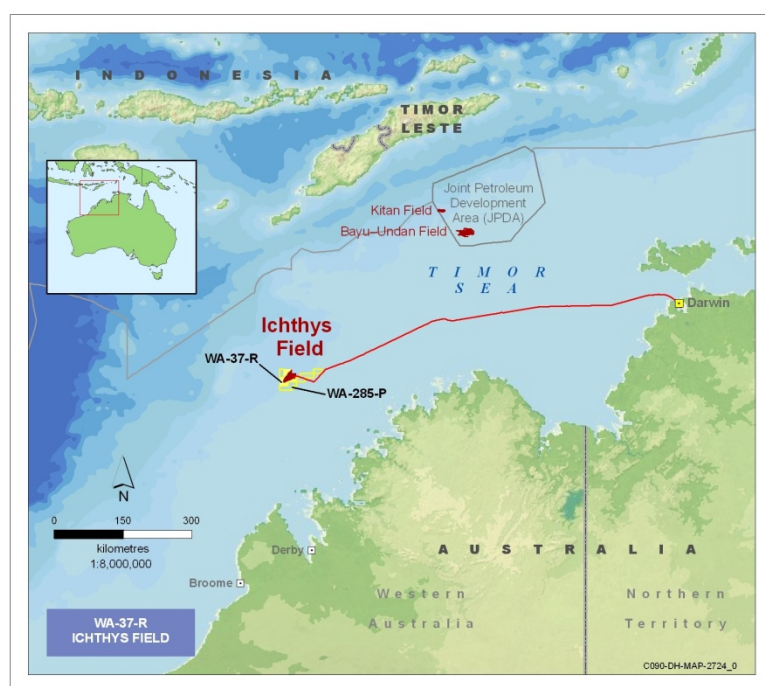 INDONESIA
TIMOR
LESTE
Joint Petroleum
Development
Area (JPDA)
Kitan Field
Bayu-Undan Field
TIMOR
SEA
Darwin
Ichthys
Field
WA-37-R
WA-285-P
N
0 150 300
kilometres
1:8,000,000
Derby
Broome
AUSTRALIA
Western
Australia
Northern
Territory
WA-37-R
ICHTHYS FIELD
C090-DH-MAP-2724_0